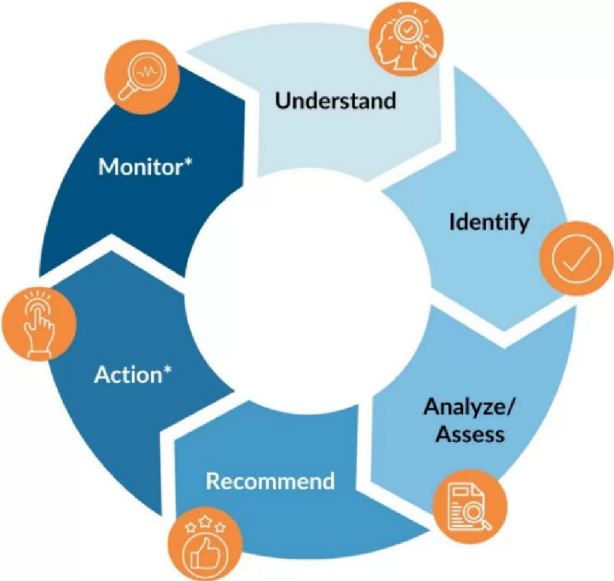 Understand
Identify
Analyze/
Assess
Recommend
Action*
Monitor*